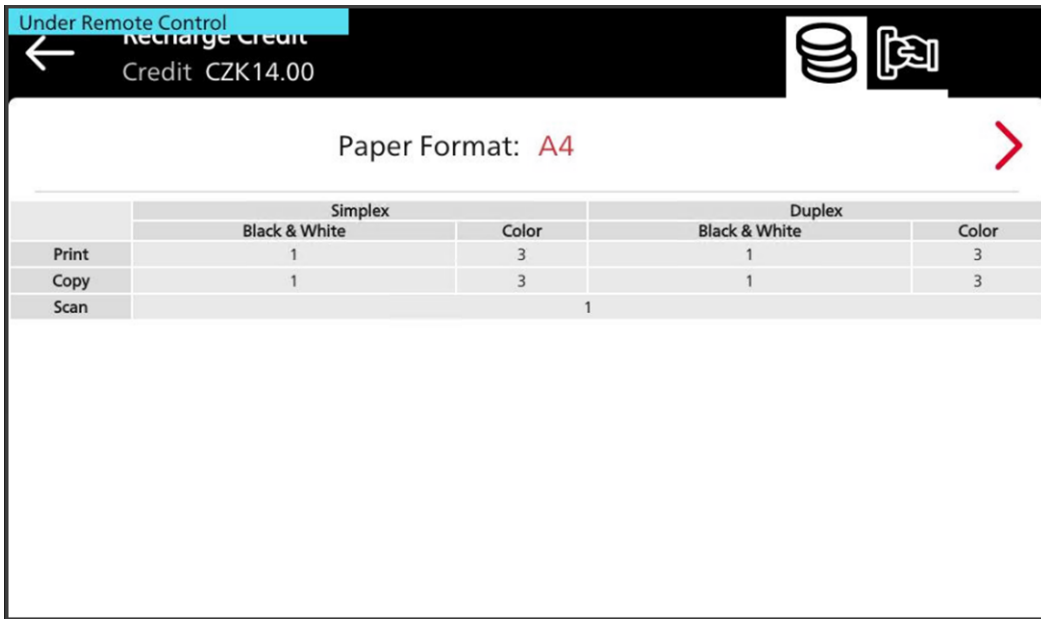 Under Remote Control
Recharge Credit
Credit CZK14.00
Paper Format: A4
Simplex Duplex
Black & White Color Black & White Color
Print 1 3 1 3
Copy 1 3 1 3
Scan 1